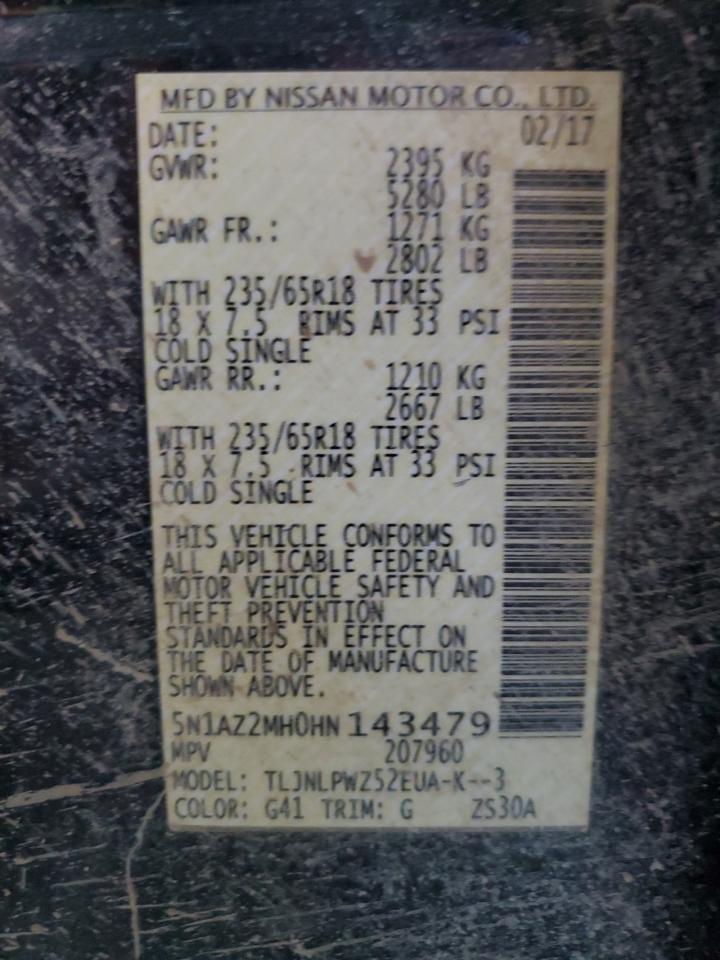 MFD BY NISSAN MOTOR CO., LTD.
DATE: 02/17
GVWR: 2395 KG
5280 LB
GAWR FR.: 1271 KG
2802 LB
WITH 235/65R18 TIRES
18 X 7.5 RIMS AT 33 PSI
COLD SINGLE
GAWR RR.: 1210 KG
2667 LB
WITH 235/65R18 TIRES
18 X 7.5 RIMS AT 33 PSI
COLD SINGLE
THIS VEHICLE CONFORMS TO
ALL APPLICABLE FEDERAL
MOTOR VEHICLE SAFETY AND
THEFT PREVENTION
STANDARDS IN EFFECT ON
THE DATE OF MANUFACTURE
SHOWN ABOVE.
5N1AZ2MH0HN143479
MPV 207960
MODEL: TLJNLPWZ52EUA-K--3
COLOR: G41 TRIM: G ZS30A